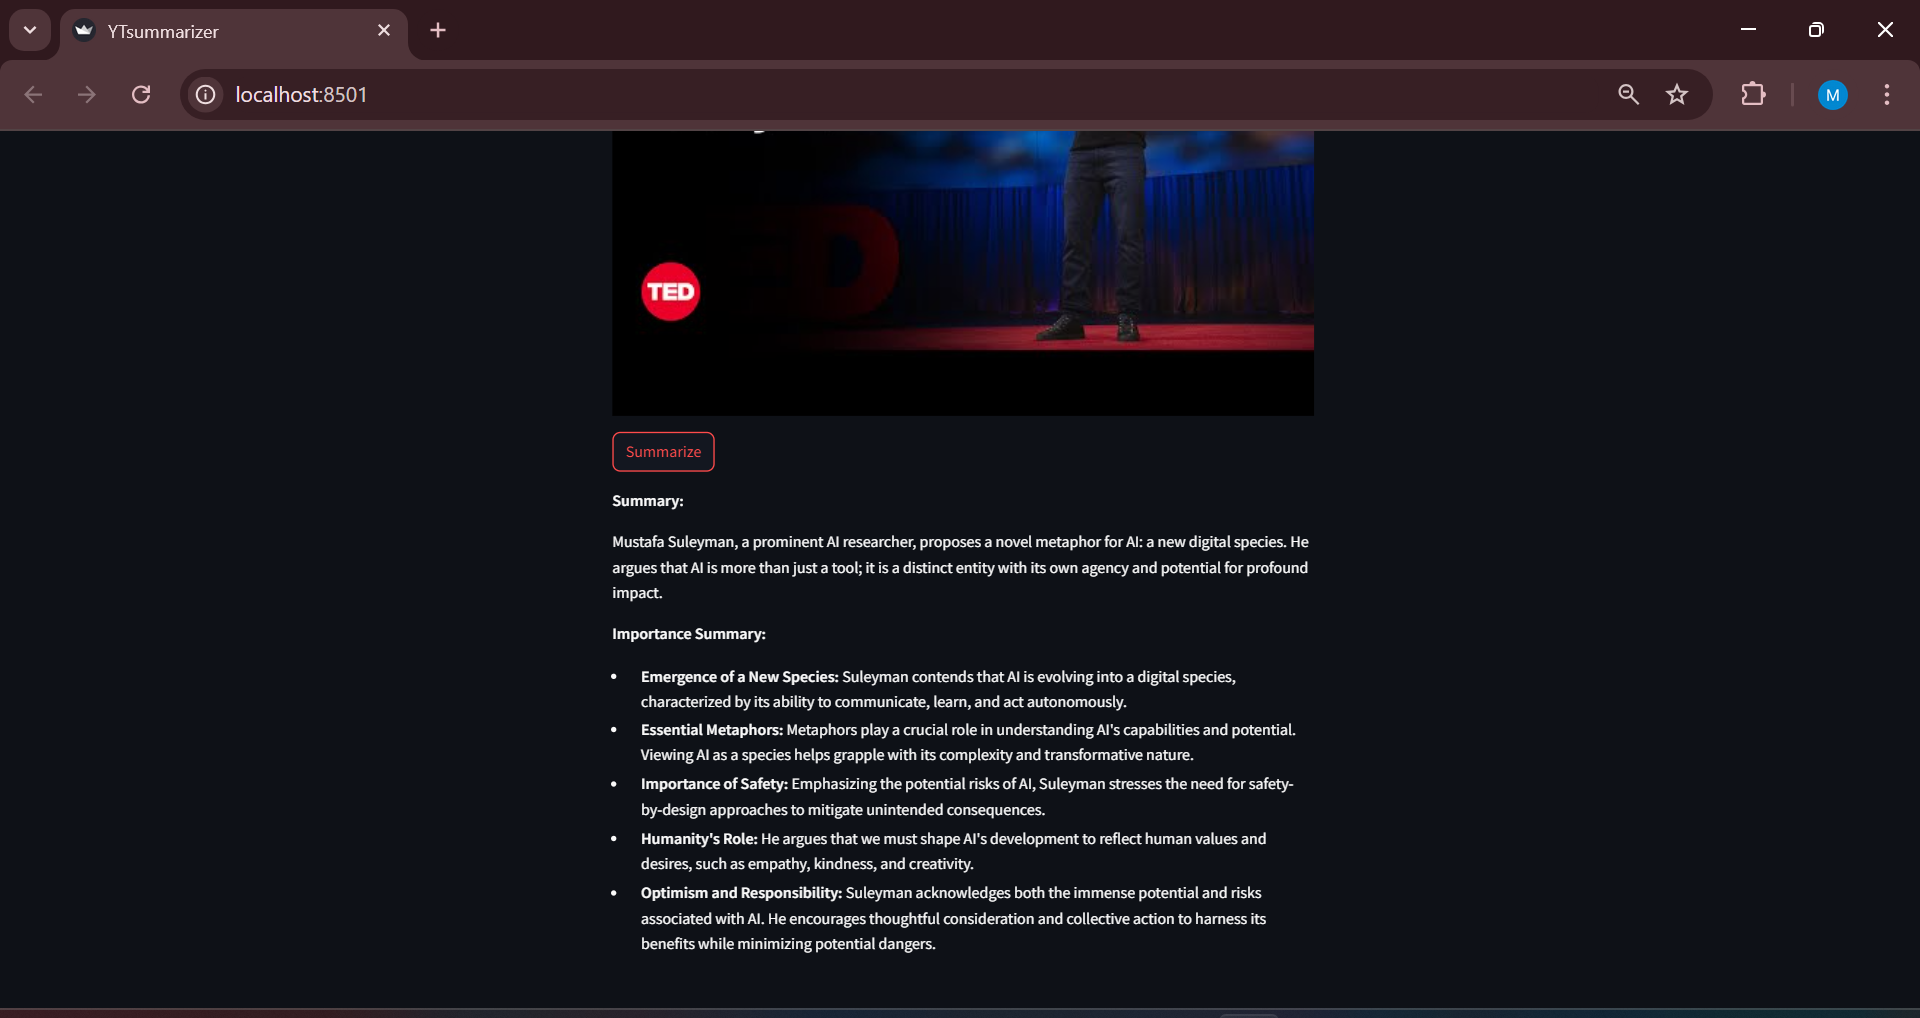 YTsummarizer
localhost:8501
M
TED
Summarize
Summary:
Mustafa Suleyman, a prominent AI researcher, proposes a novel metaphor for AI: a new digital species. He
argues that AI is more than just a tool; it is a distinct entity with its own agency and potential for profound
impact.
Importance Summary:
• Emergence of a New Species: Suleyman contends that AI is evolving into a digital species,
characterized by its ability to communicate, learn, and act autonomously.
• Essential Metaphors: Metaphors play a crucial role in understanding AI's capabilities and potential.
Viewing AI as a species helps grapple with its complexity and transformative nature.
• Importance of Safety: Emphasizing the potential risks of AI, Suleyman stresses the need for safety-
by-design approaches to mitigate unintended consequences.
• Humanity's Role: He argues that we must shape AI's development to reflect human values and
desires, such as empathy, kindness, and creativity.
• Optimism and Responsibility: Suleyman acknowledges both the immense potential and risks
associated with AI. He encourages thoughtful consideration and collective action to harness its
benefits while minimizing potential dangers.